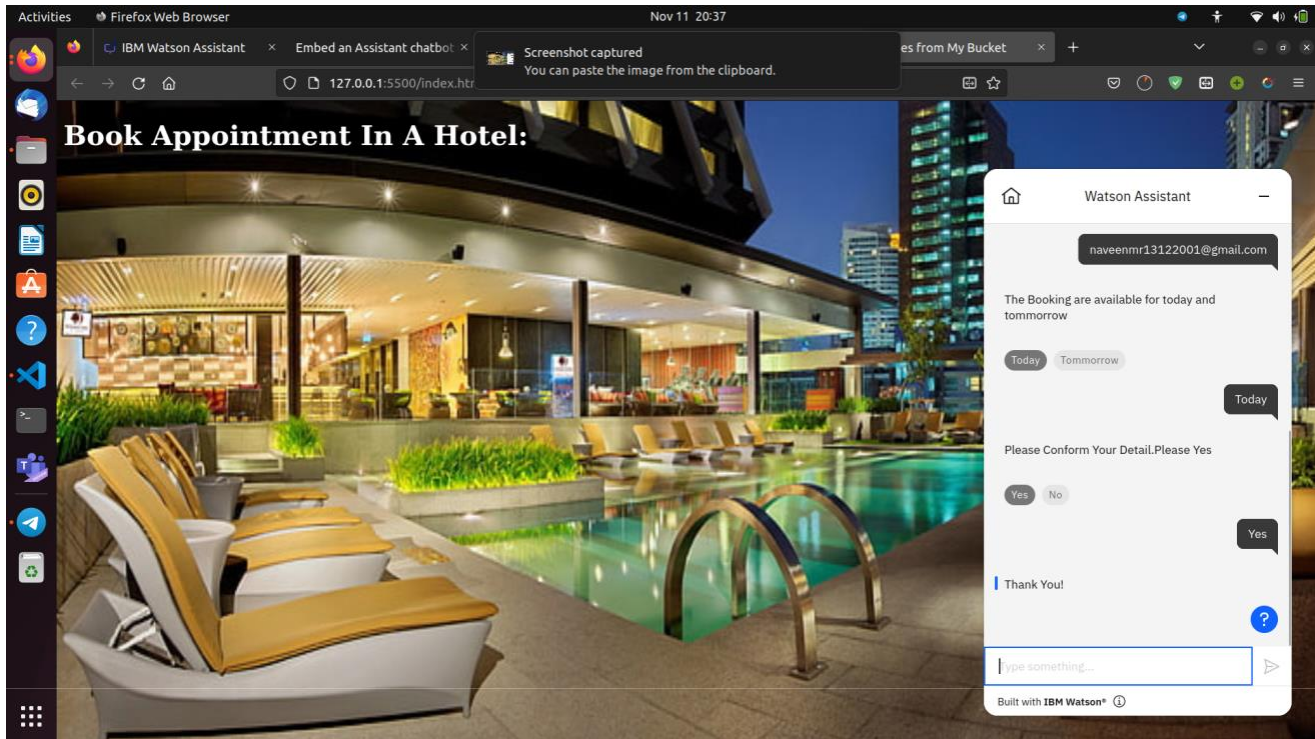 Activities
Firefox Web Browser
Nov 11 20:37
IBM Watson Assistant
Embed an Assistant chatbot
es from My Bucket
Screenshot captured
You can paste the image from the clipboard.
127.0.0.1:5500/index.htm
Book Appointment In A Hotel:
Watson Assistant
naveenmr13122001@gmail.com
The Booking are available for today and
tommorrow
Today
Tommorrow
Today
Please Conform Your Detail.Please Yes
Yes
No
Yes
Thank You!
?
Type something...
Built with IBM Watson®